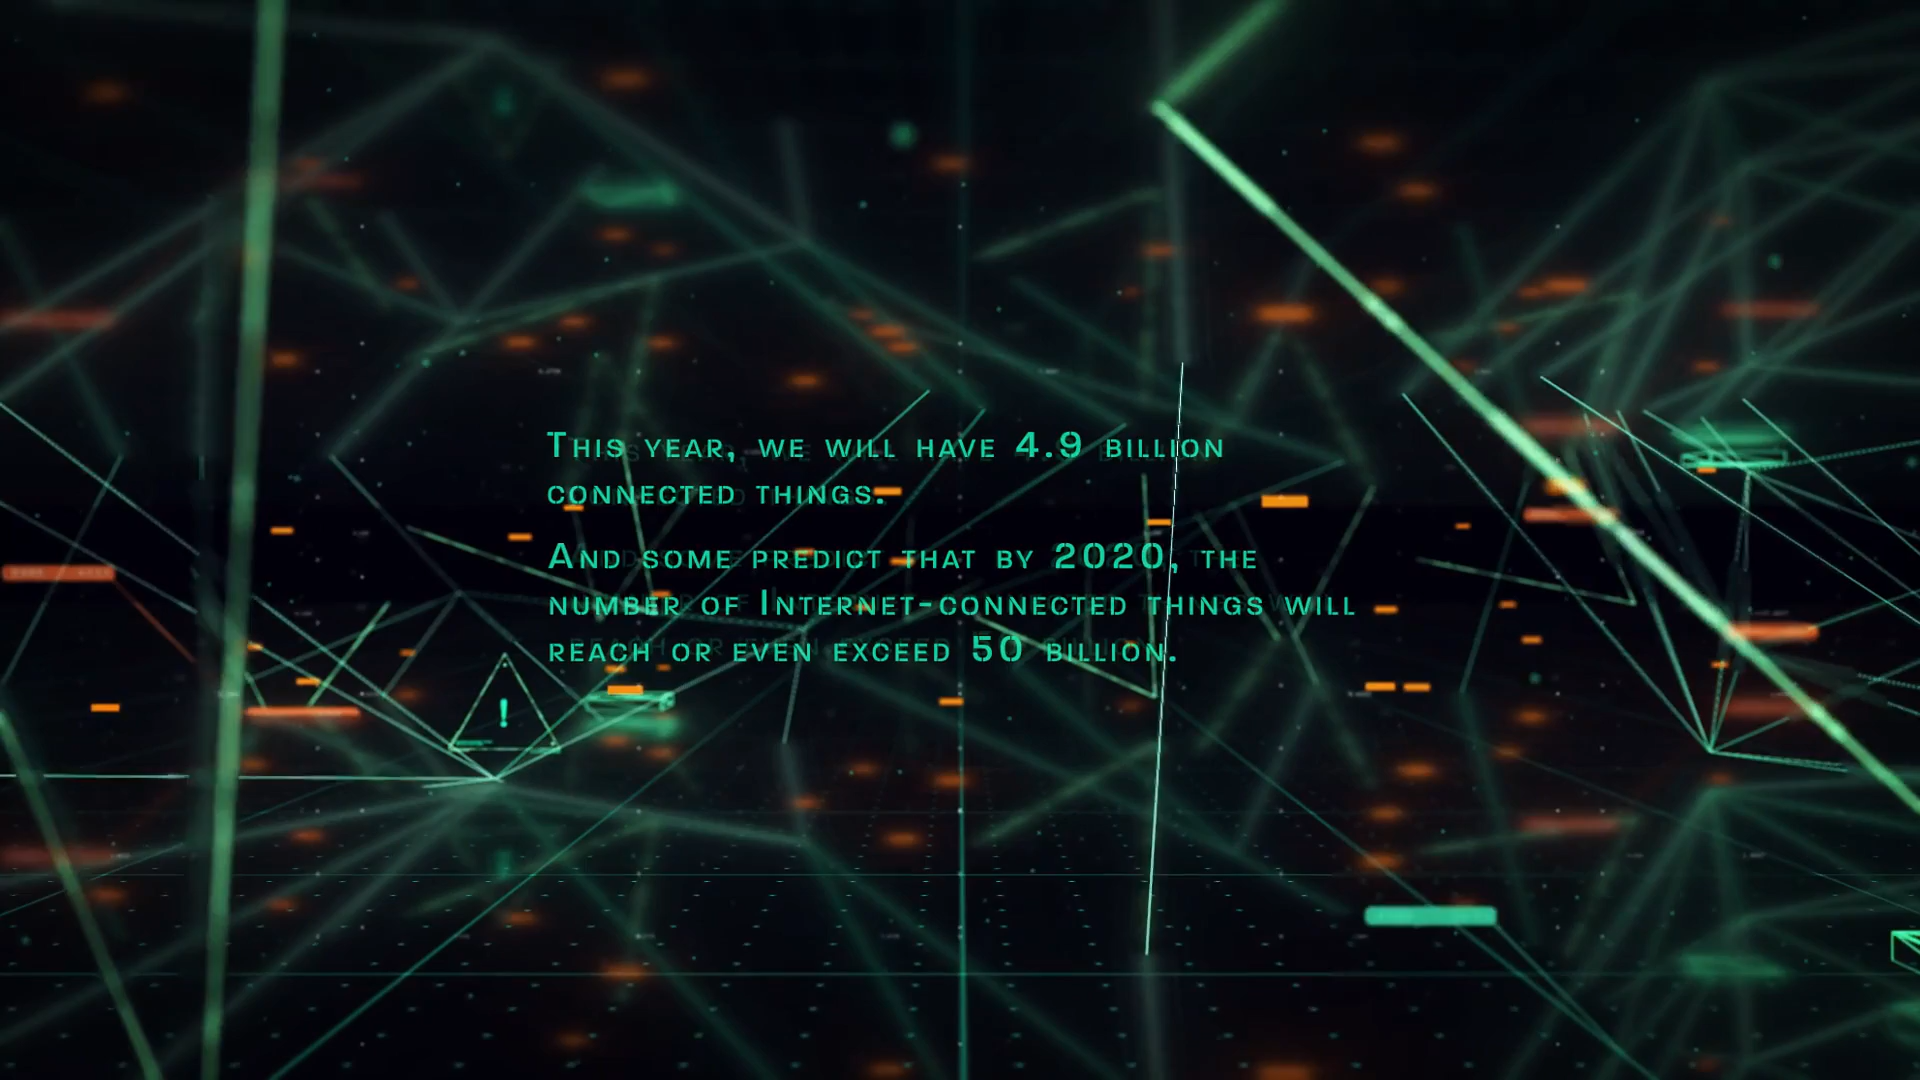 This year, we will have 4.9 billion
connected things.
And some predict that by 2020, the
number of Internet-connected things will
reach or even exceed 50 billion.
!